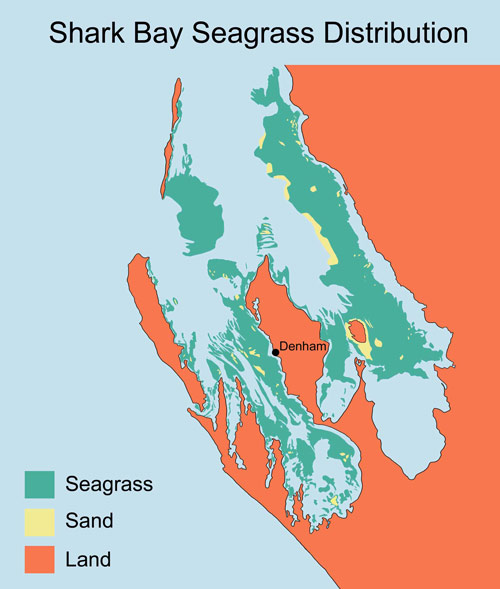 Shark Bay Seagrass Distribution
Denham
Seagrass
Sand
Land